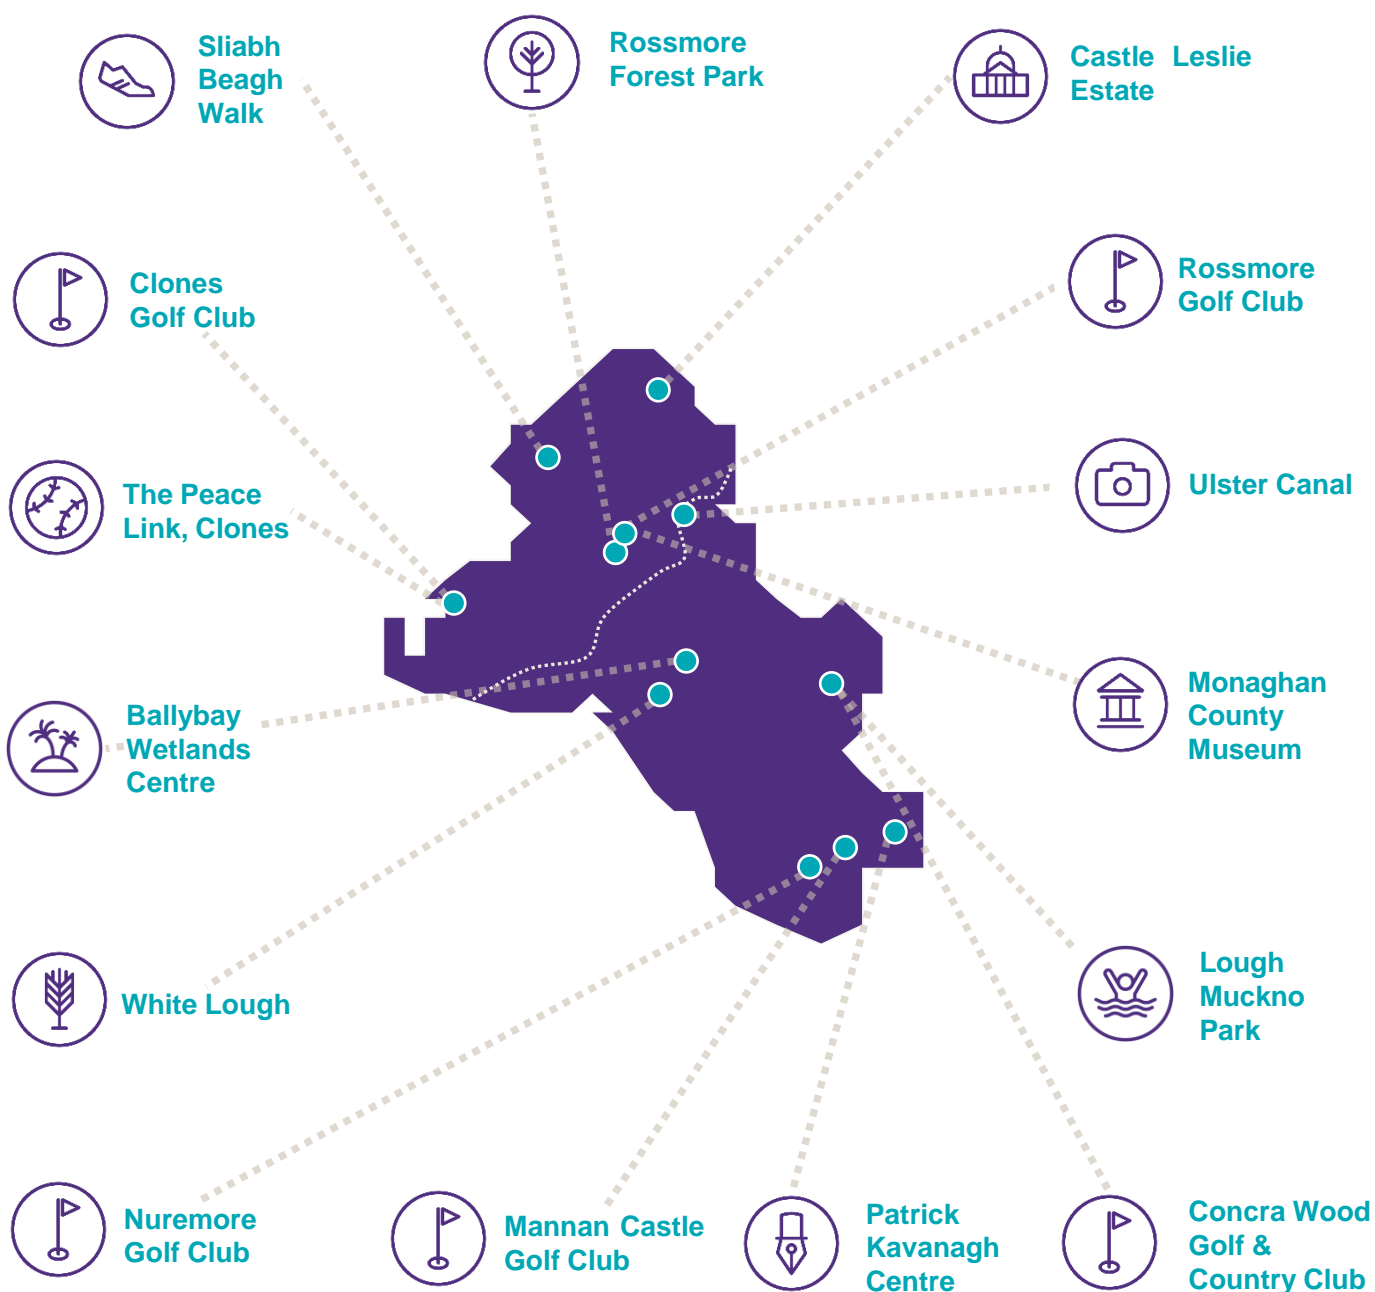 Sliabh
Beagh
Walk
Rossmore
Forest Park
Castle Leslie
Estate
Clones
Golf Club
Rossmore
Golf Club
The Peace
Link, Clones
Ulster Canal
Ballybay
Wetlands
Centre
Monaghan
County
Museum
White Lough
Lough
Muckno
Park
Nuremore
Golf Club
Mannan Castle
Golf Club
Patrick
Kavanagh
Centre
Concra Wood
Golf &
Country Club